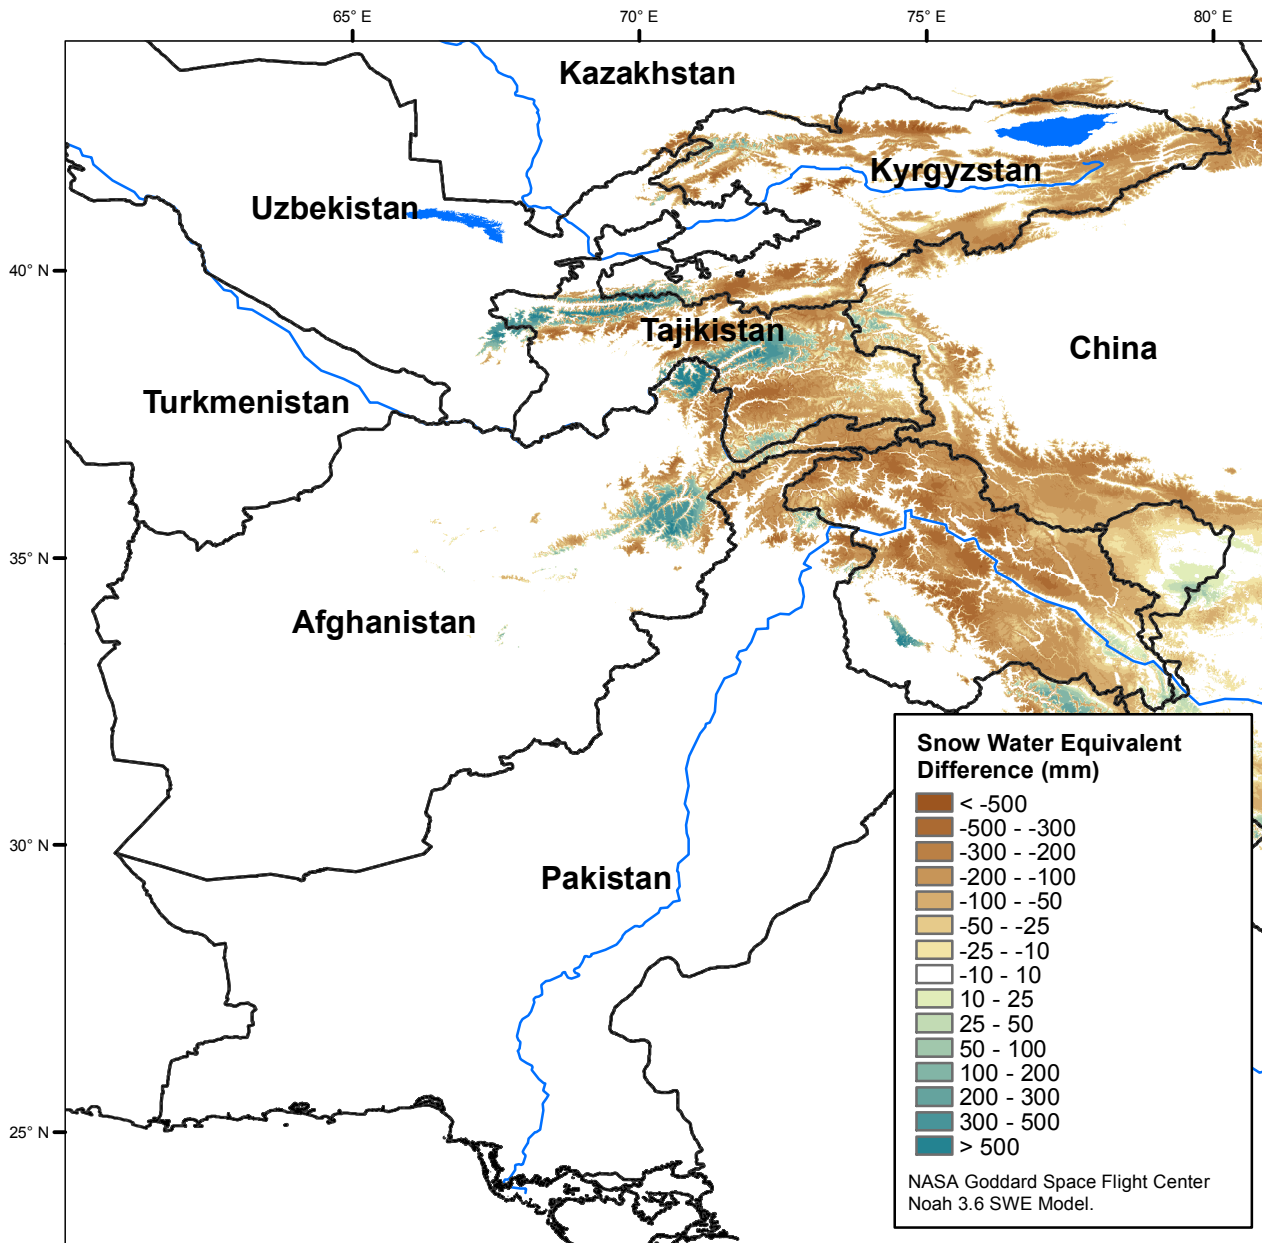 65° E
70° E
75° E
80° E
Kazakhstan
Kyrgyzstan
Uzbekistan
40° N
Tajikistan
China
Turkmenistan
35° N
Afghanistan
30° N
Pakistan
25° N
Snow Water Equivalent
Difference (mm)
< -500
-500 - -300
-300 - -200
-200 - -100
-100 - -50
-50 - -25
-25 - -10
-10 - 10
10 - 25
25 - 50
50 - 100
100 - 200
200 - 300
300 - 500
> 500
NASA Goddard Space Flight Center
Noah 3.6 SWE Model.